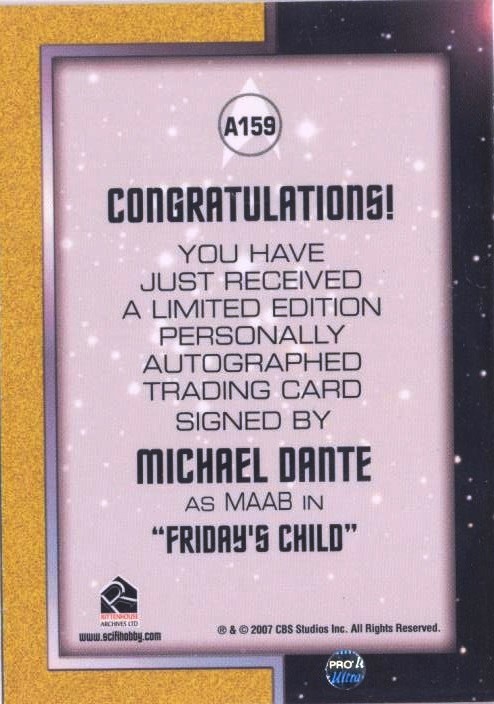 A159
CONGRATULATIONS!
YOU HAVE
JUST RECEIVED
A LIMITED EDITION
PERSONALLY
AUTOGRAPHED
TRADING CARD
SIGNED BY
MICHAEL DANTE
AS MAAB IN
“FRIDAY'S CHILD”
RITTENHOUSE
ARCHIVES LTD
www.scifihobby.com
® & © 2007 CBS Studios Inc. All Rights Reserved.
PRO
Ultra